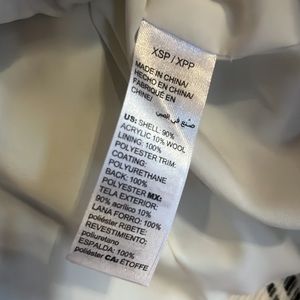 XSP / XPP
MADE IN CHINA/
HECHO EN CHINA/
FABRIQUÉ EN
CHINE/
صنع في الصين
US: SHELL: 90%
ACRYLIC 10% WOOL
LINING: 100%
POLYESTER TRIM:
COATING:
POLYURETHANE
BACK: 100%
POLYESTER MX:
TELA EXTERIOR:
90% acrílico 10%
LANA FORRO: 100%
poliéster RIBETE:
REVESTIMIENTO:
poliuretano
ESPALDA: 100%
poliéster CA: ÉTOFFE